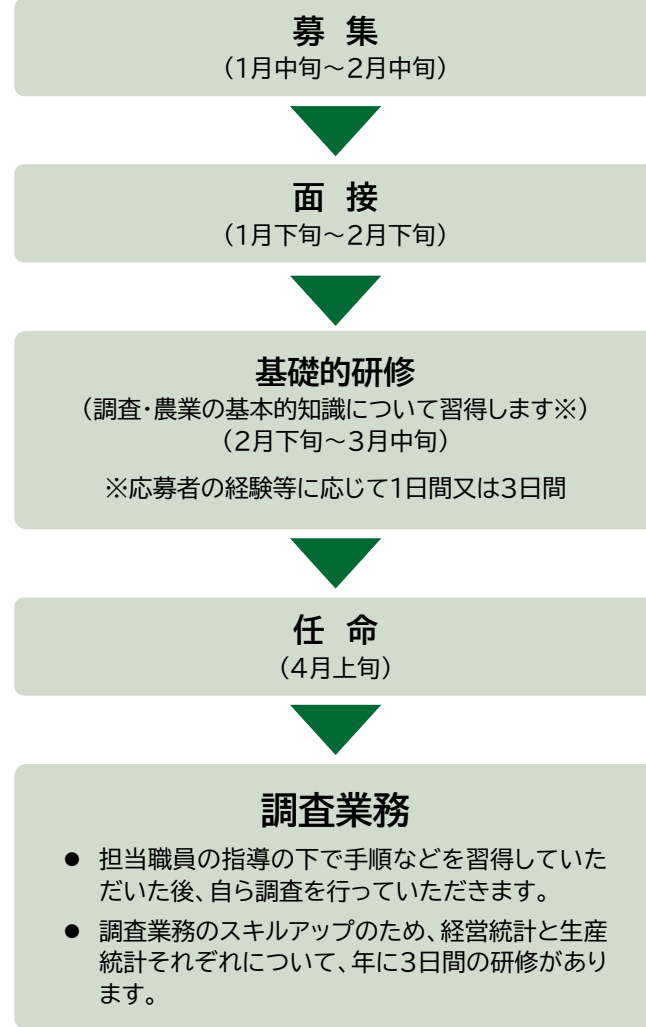 募 集
（1月中旬～2月中旬）
面 接
（1月下旬～2月下旬）
基礎的研修
（調査・農業の基本的知識について習得します※）
（2月下旬～3月中旬）
※応募者の経験等に応じて1日間又は3日間
任 命
（4月上旬）
調査業務
● 担当職員の指導の下で手順などを習得していた
だいた後、自ら調査を行っていただきます。
● 調査業務のスキルアップのため、経営統計と生産
統計それぞれについて、年に3日間の研修があり
ます。